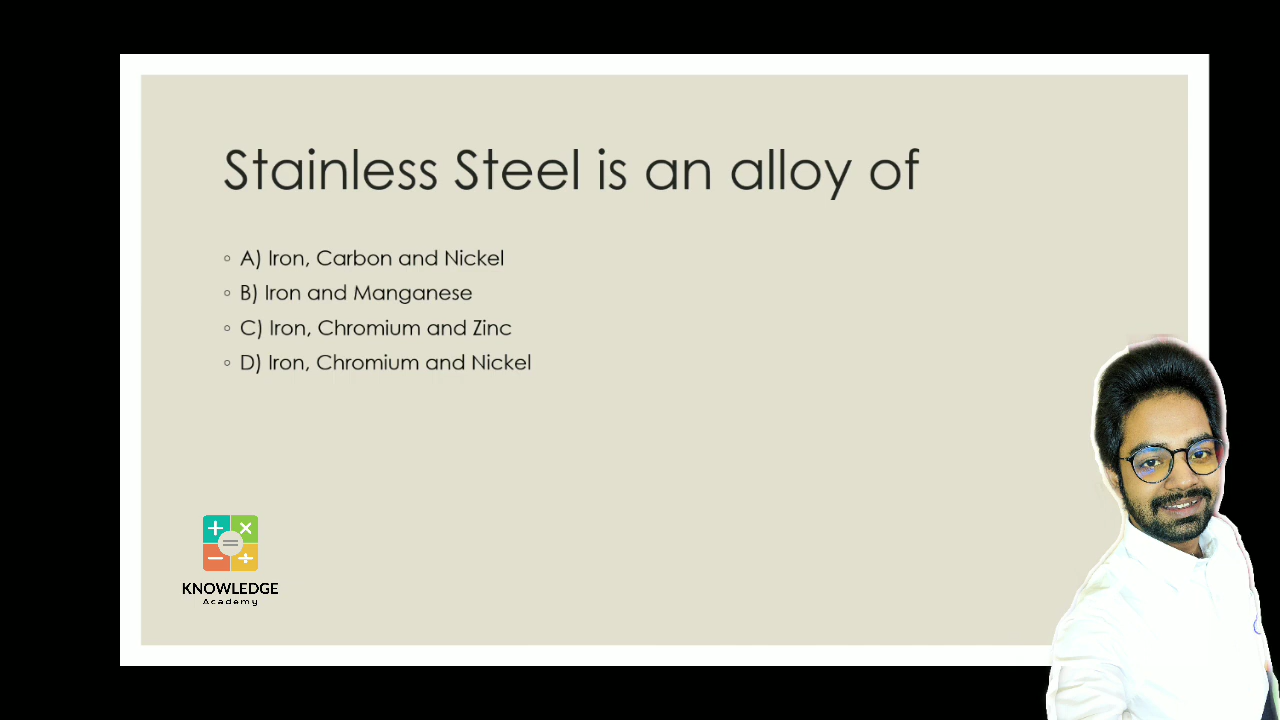 Stainless Steel is an alloy of
◦ A) Iron, Carbon and Nickel
◦ B) Iron and Manganese
◦ C) Iron, Chromium and Zinc
◦ D) Iron, Chromium and Nickel
KNOWLEDGE
Academy